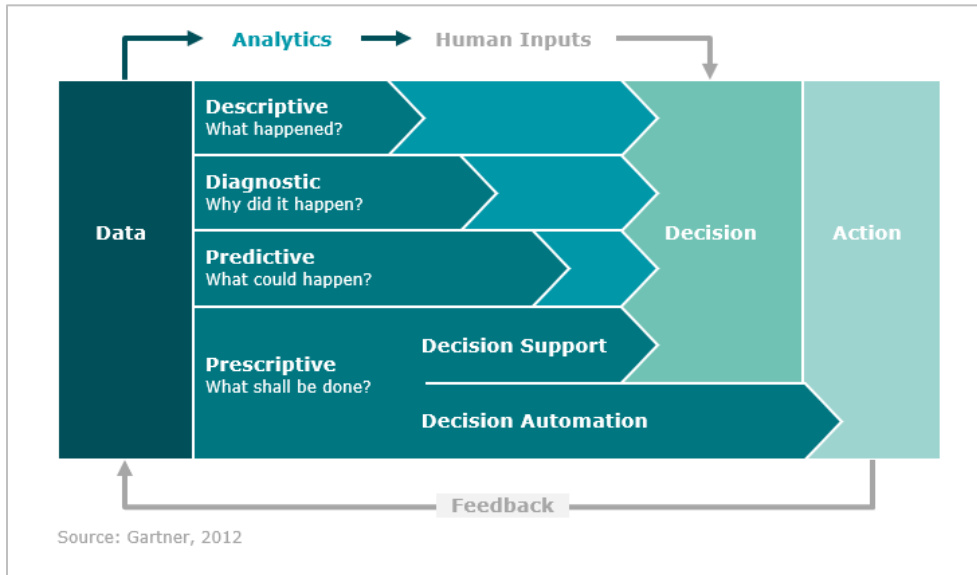 Analytics
Human Inputs
Data
Descriptive
What happened?
Diagnostic
Why did it happen?
Predictive
What could happen?
Prescriptive
What shall be done?
Decision Support
Decision Automation
Decision
Action
Feedback
Source: Gartner, 2012